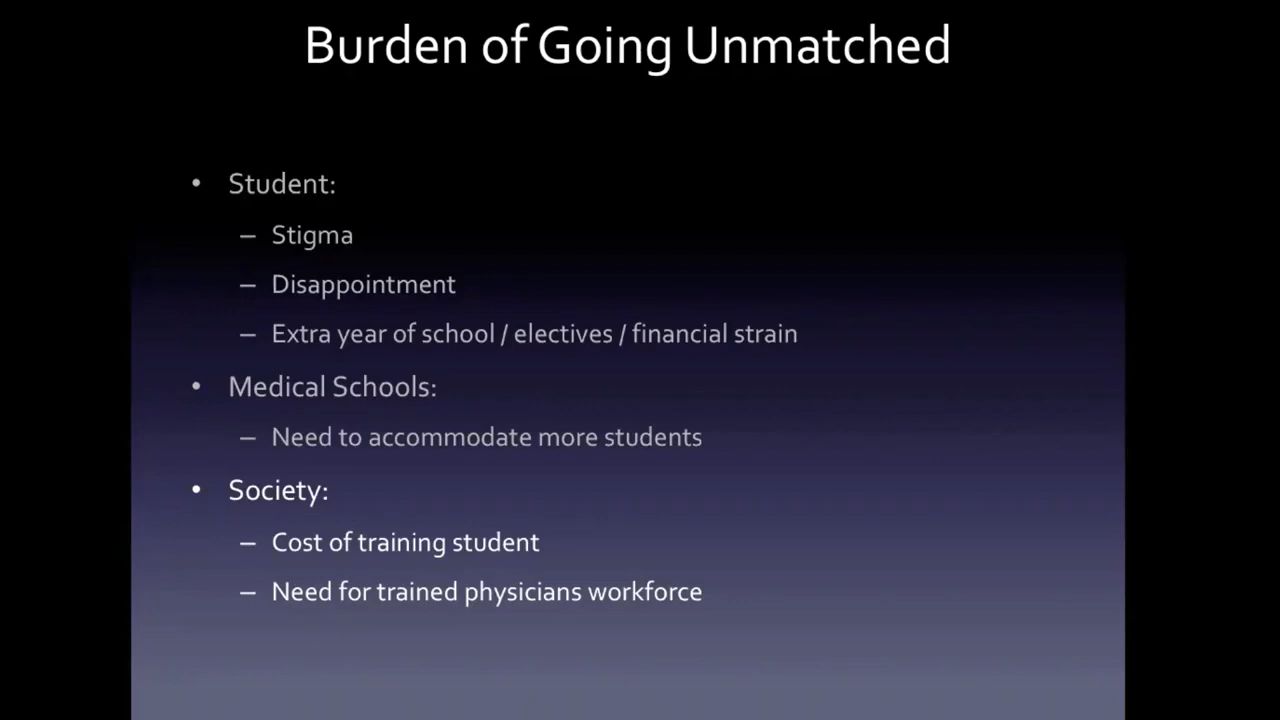 Burden of Going Unmatched
• Student:
– Stigma
– Disappointment
– Extra year of school / electives / financial strain
• Medical Schools:
– Need to accommodate more students
• Society:
– Cost of training student
– Need for trained physicians workforce